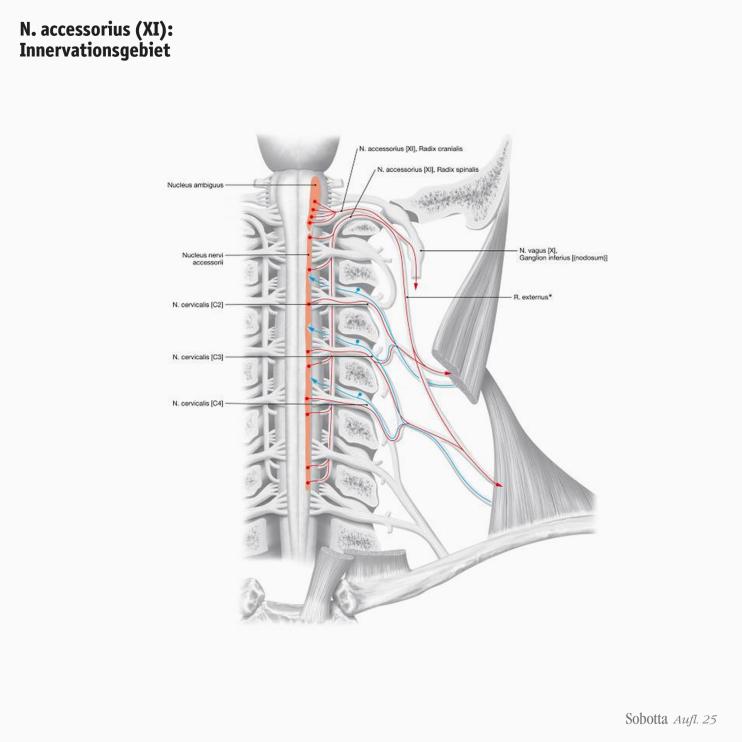 N. accessorius (XI):
Innervationsgebiet
N. accessorius [XI], Radix cranialis
N. accessorius [XI], Radix spinalis
Nucleus ambiguus
N. vagus [X],
Ganglion inferius [(nodosum)]
Nucleus nervi
accessorii
R. externus*
N. cervicalis [C2]
N. cervicalis [C3]
N. cervicalis [C4]
Sobotta Aufl. 25